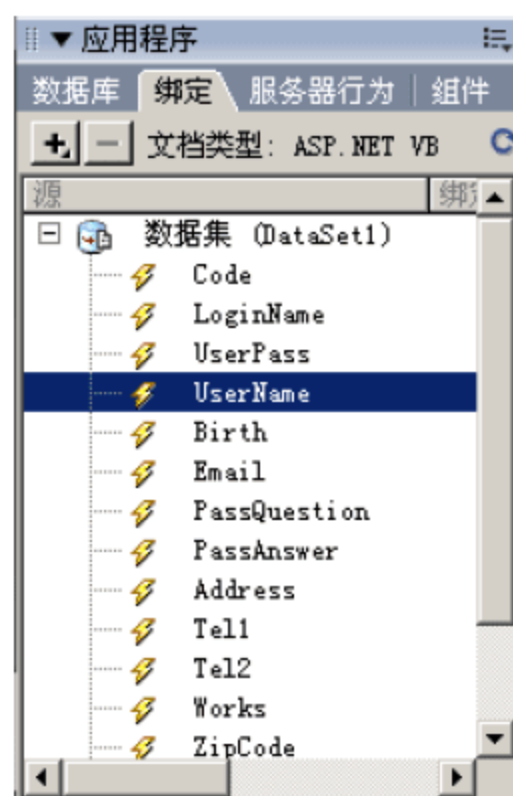 应用程序
数据库 绑定 服务器行为 组件
文档类型: ASP.NET VB
源 绑
数据集 (DataSet1)
Code
LoginName
UserPass
UserName
Birth
Email
PassQuestion
PassAnswer
Address
Tel1
Tel2
Works
ZipCode